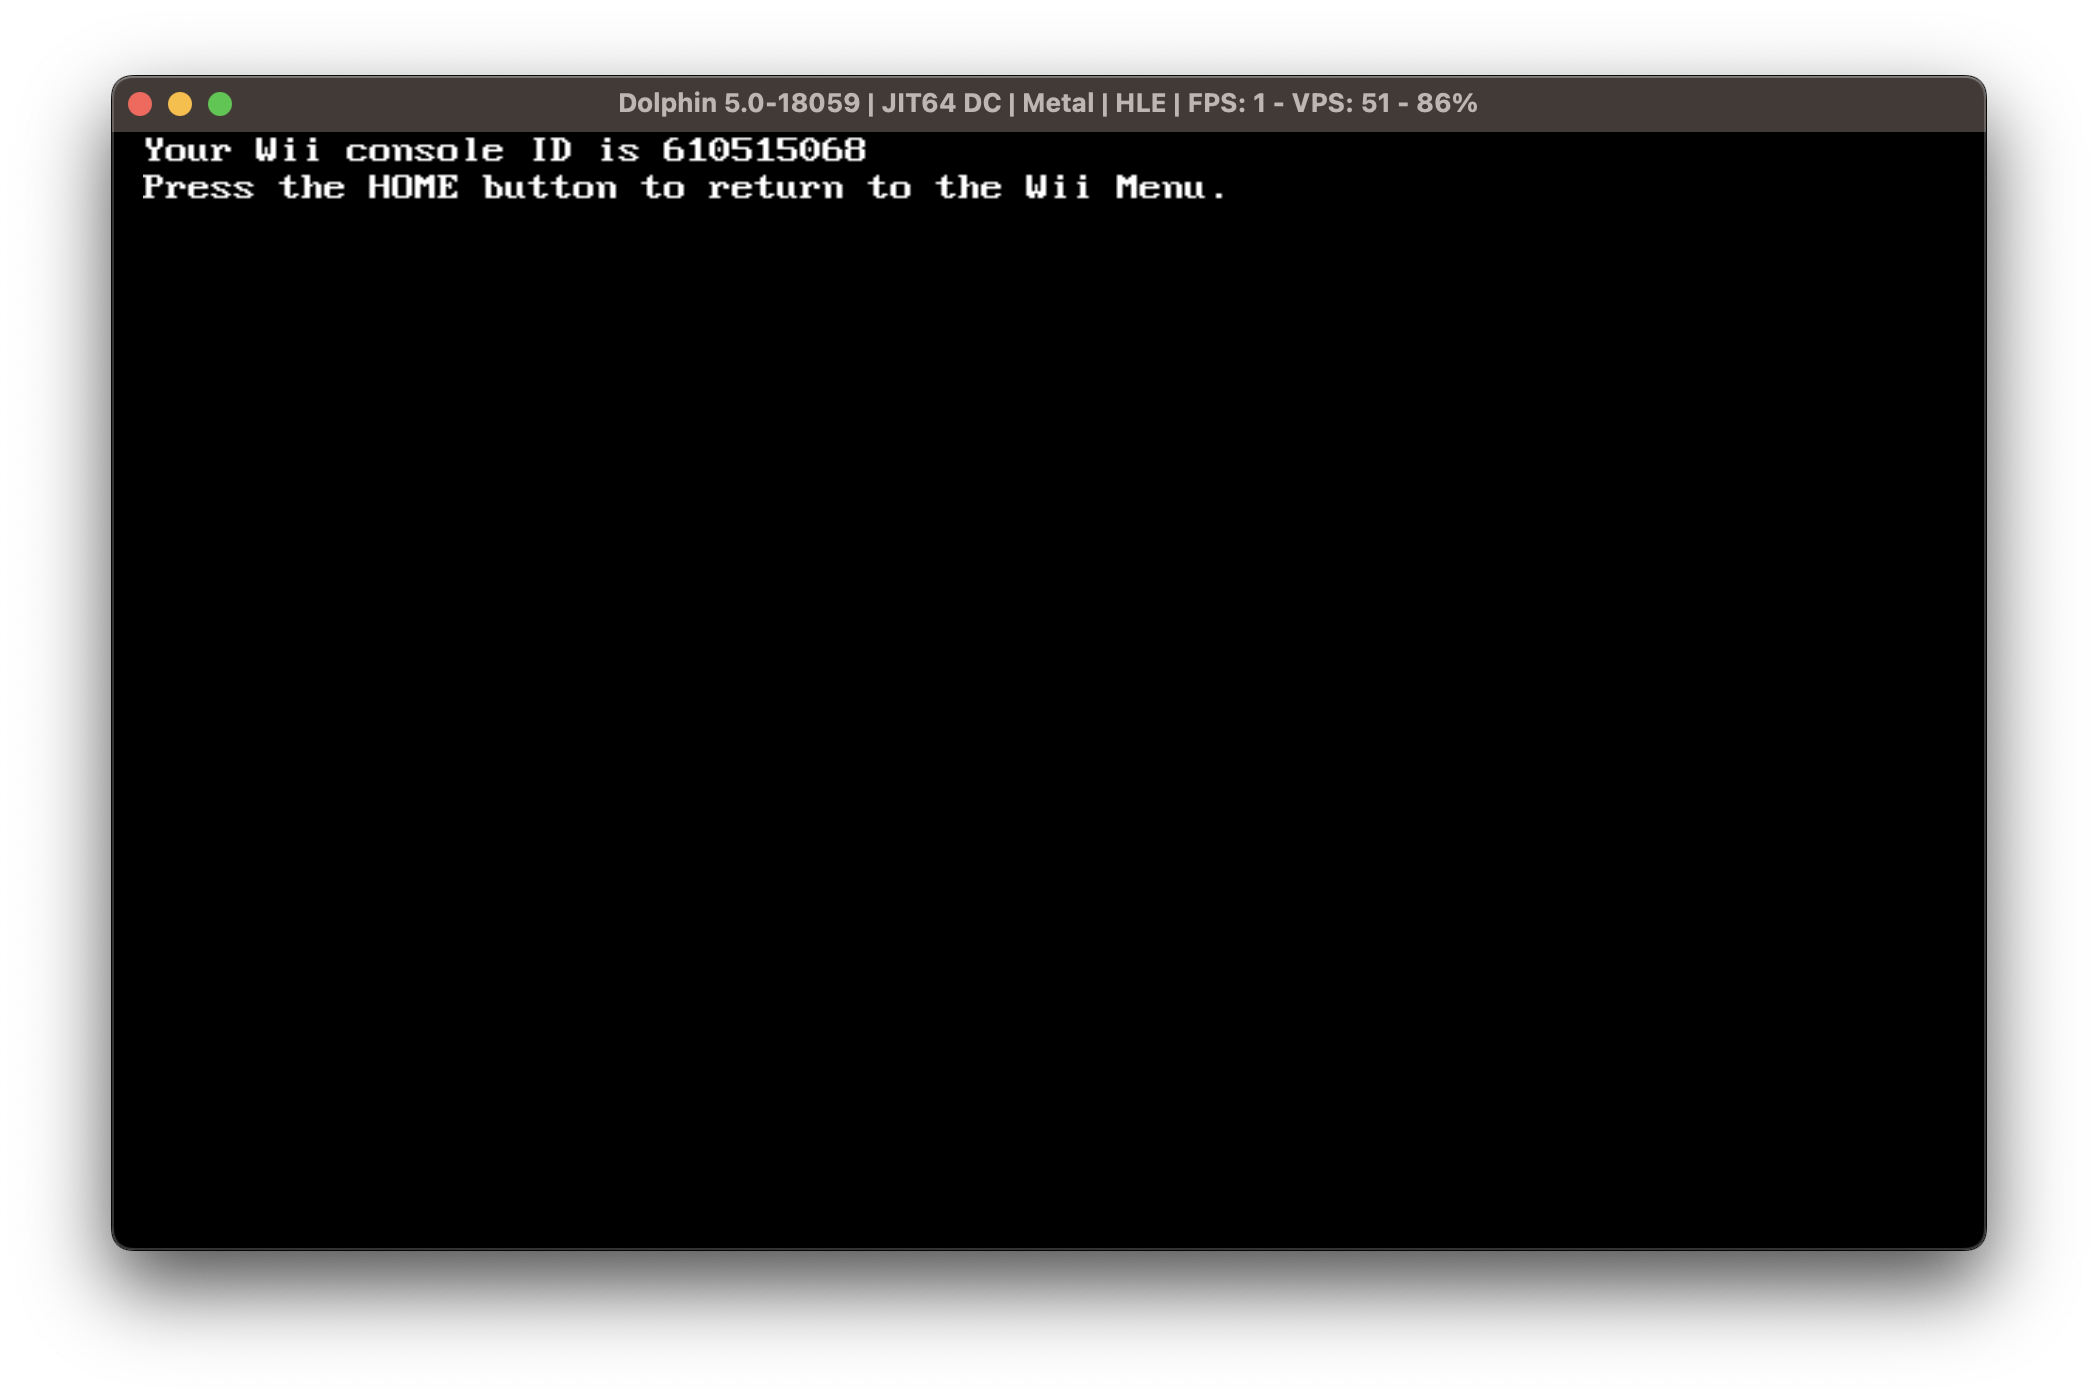 Dolphin 5.0-18059 | JIT64 DC | Metal | HLE | FPS: 1 - VPS: 51 - 86%
Your Wii console ID is 610515068
Press the HOME button to return to the Wii Menu.